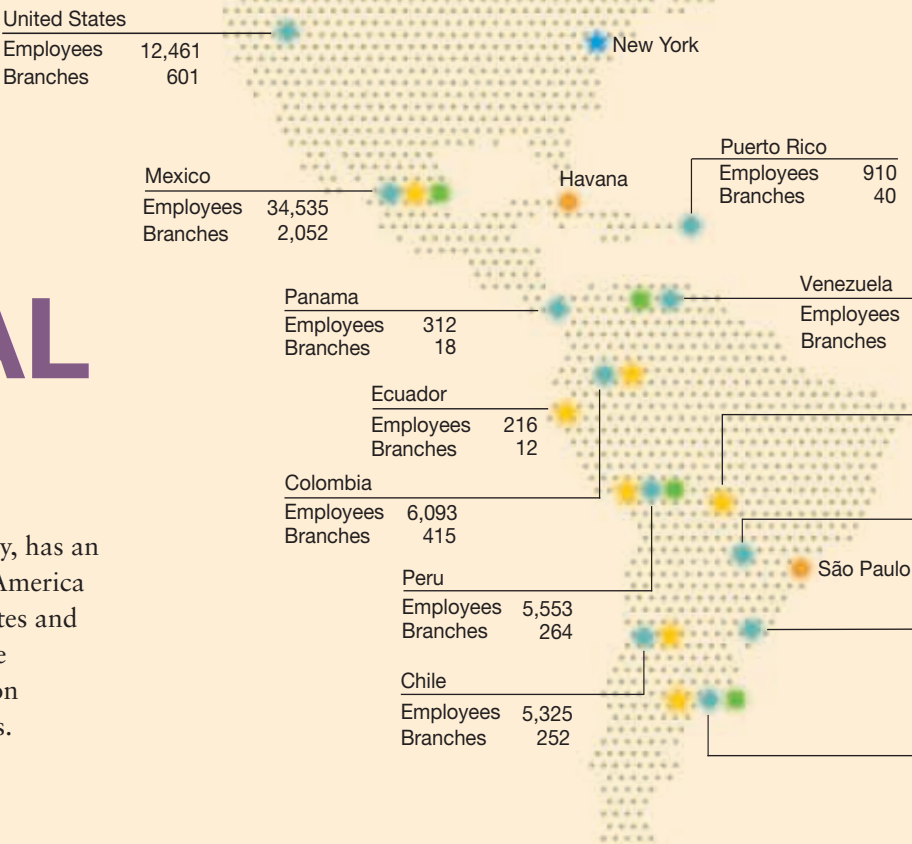 United States
Employees 12,461
Branches 601
New York
Puerto Rico
Employees 910
Branches 40
Mexico
Employees 34,535
Branches 2,052
Havana
Venezuela
Employees
Branches
Panama
Employees 312
Branches 18
AL
Ecuador
Employees 216
Branches 12
Colombia
Employees 6,093
Branches 415
y, has an
America
tes and
e
on
s.
São Paulo
Peru
Employees 5,553
Branches 264
Chile
Employees 5,325
Branches 252